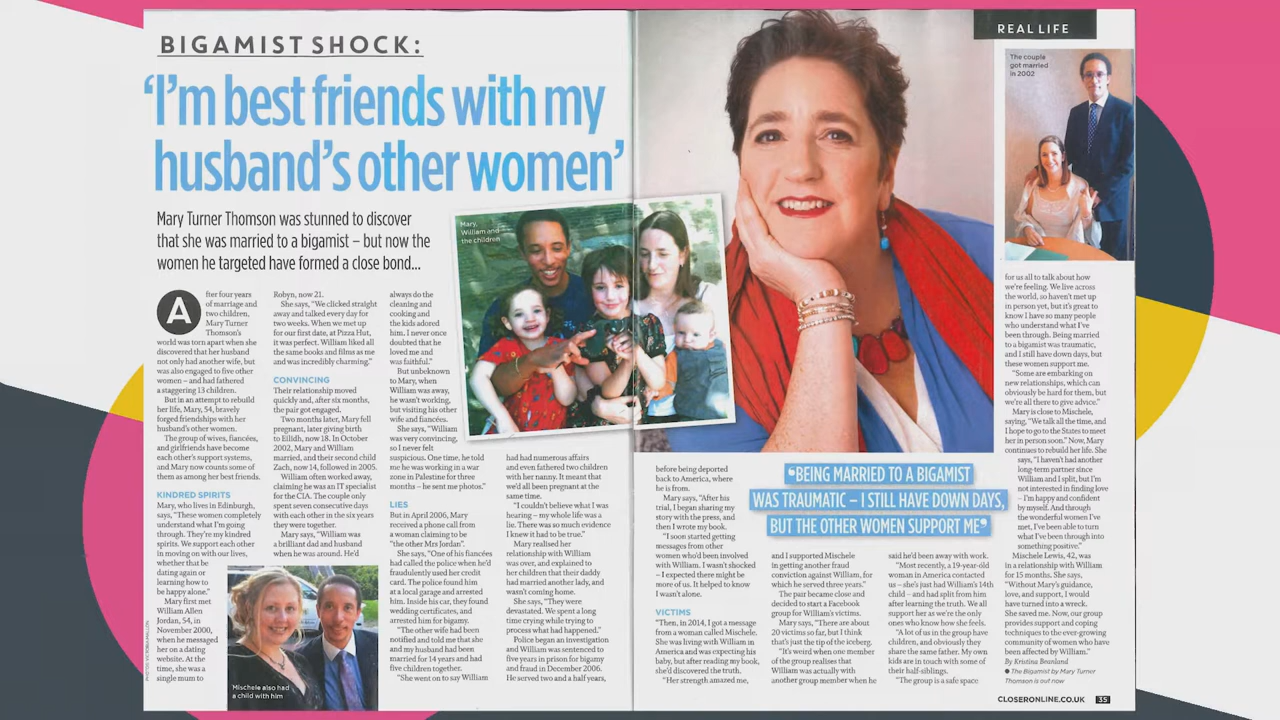 BIGAMIST SHOCK:
'I'm best friends with my
husband's other women'
Mary Turner Thomson was stunned to discover
that she was married to a bigamist – but now the
women he targeted have formed a close bond...
After four years
of marriage and
two children,
Mary Turner
Thomson's
world was torn apart when she
discovered that her husband
not only had another wife, but
was also engaged to five other
women – and had fathered
a staggering 13 children.
But in an attempt to rebuild
her life, Mary, 54, bravely
forged friendships with her
husband's other women.
The group of wives, fiancées,
and girlfriends have become
each other's support systems,
and Mary now counts some of
them as among her best friends.
KINDRED SPIRITS
Mary, who lives in Edinburgh,
says, "These women completely
understand what I'm going
through. They're my kindred
spirits. We support each other
in moving on with our lives,
whether that be
dating again or
learning how to
be happy alone."
Mary first met
William Allen
Jordan, 54, in
November 2000,
when he messaged
her on a dating
website. At the
time, she was a
single mum to
Robyn, now 21.
She says, "We clicked straight
away and talked every day for
two weeks. When we met up
for our first date, at Pizza Hut,
it was perfect. William liked all
the same books and films as me
and was incredibly charming."
CONVINCING
Their relationship moved
quickly and, after six months,
the pair got engaged.
Two months later, Mary fell
pregnant, later giving birth
to Eilidh, now 18. In October
2002, Mary and William
married, and their second child
Zach, now 14, followed in 2005.
William often worked away,
claiming he was an IT specialist
for the CIA. The couple only
spent seven consecutive days
with each other in the six years
they were together.
Mary says, "William was
a brilliant dad and husband
when he was around. He'd
always do the
cleaning and
cooking and
the kids adored
him. I never once
doubted that he
loved me and
was faithful."
But unbeknown
to Mary, when
William was away,
he wasn't working,
but visiting his other
wife and fiancées.
She says, "William
was very convincing,
so I never felt
suspicious. One time, he told
me he was working in a war
zone in Palestine for three
months – he sent me photos."
LIES
But in April 2006, Mary
received a phone call from
a woman claiming to be
"the other Mrs Jordan".
She says, "One of his fiancées
had called the police when he'd
fraudulently used her credit
card. The police found him
at a local garage and arrested
him. Inside his car, they found
wedding certificates, and
arrested him for bigamy.
"The other wife had been
notified and told me that she
and my husband had been
married for 14 years and had
five children together.
"She went on to say William
had had numerous affairs
and even fathered two children
with her nanny. It meant that
we'd all been pregnant at the
same time.
"I couldn't believe what I was
hearing – my whole life was a
lie. There was so much evidence
I knew it had to be true."
Mary realised her
relationship with William
was over, and explained to
her children that their daddy
had married another lady, and
wasn't coming home.
She says, "They were
devastated. We spent a long
time crying while trying to
process what had happened."
Police began an investigation
and William was sentenced to
five years in prison for bigamy
and fraud in December 2006.
He served two and a half years,
before being deported
back to America, where
he is from.
Mary says, "After his
trial, I began sharing my
story with the press, and
then I wrote my book.
"I soon started getting
messages from other
women who'd been involved
with William. I wasn't shocked
– I expected there might be
more of us. It helped to know
I wasn't alone.
VICTIMS
"Then, in 2014, I got a message
from a woman called Mischele.
She was living with William in
America and was expecting his
baby, but after reading my book,
she'd discovered the truth.
"Her strength amazed me,
and I supported Mischele
in getting another fraud
conviction against William, for
which he served three years."
The pair became close and
decided to start a Facebook
group for William's victims.
Mary says, "There are about
20 victims so far, but I think
that's just the tip of the iceberg.
"It's weird when one member
of the group realises that
William was actually with
another group member when he
said he'd been away with work.
"Most recently, a 19-year-old
woman in America contacted
us – she's just had William's 14th
child – and had split from him
after learning the truth. We all
support her as we're the only
ones who know how she feels.
"A lot of us in the group have
children, and obviously they
share the same father. My own
kids are in touch with some of
their half-siblings.
"The group is a safe space
for us all to talk about how
we're feeling. We live across
the world, so haven't met up
in person yet, but it's great to
know I have so many people
who understand what I've
been through. Being married
to a bigamist was traumatic,
and I still have down days, but
these women support me.
"Some are embarking on
new relationships, which can
obviously be hard for them, but
we're all there to give advice."
Mary is close to Mischele,
saying, "We talk all the time, and
I hope to go to the States to meet
her in person soon." Now, Mary
continues to rebuild her life. She
says, "I haven't had another
long-term partner since
William and I split, but I'm
not interested in finding love
– I'm happy and confident
by myself. And through
the wonderful women I've
met, I've been able to turn
what I've been through into
something positive."
Mischele Lewis, 42, was
in a relationship with William
for 15 months. She says,
"Without Mary's guidance,
love, and support, I would
have turned into a wreck.
She saved me. Now, our group
provides support and coping
techniques to the ever-growing
community of women who have
been affected by William."
By Kristina Beanland
● The Bigamist by Mary Turner
Thomson is out now
Mary,
William and
the children
REAL LIFE
The couple
got married
in 2002
"BEING MARRIED TO A BIGAMIST
WAS TRAUMATIC – I STILL HAVE DOWN DAYS,
BUT THE OTHER WOMEN SUPPORT ME"
Mischele also had
a child with him
CLOSERONLINE.CO.UK 35